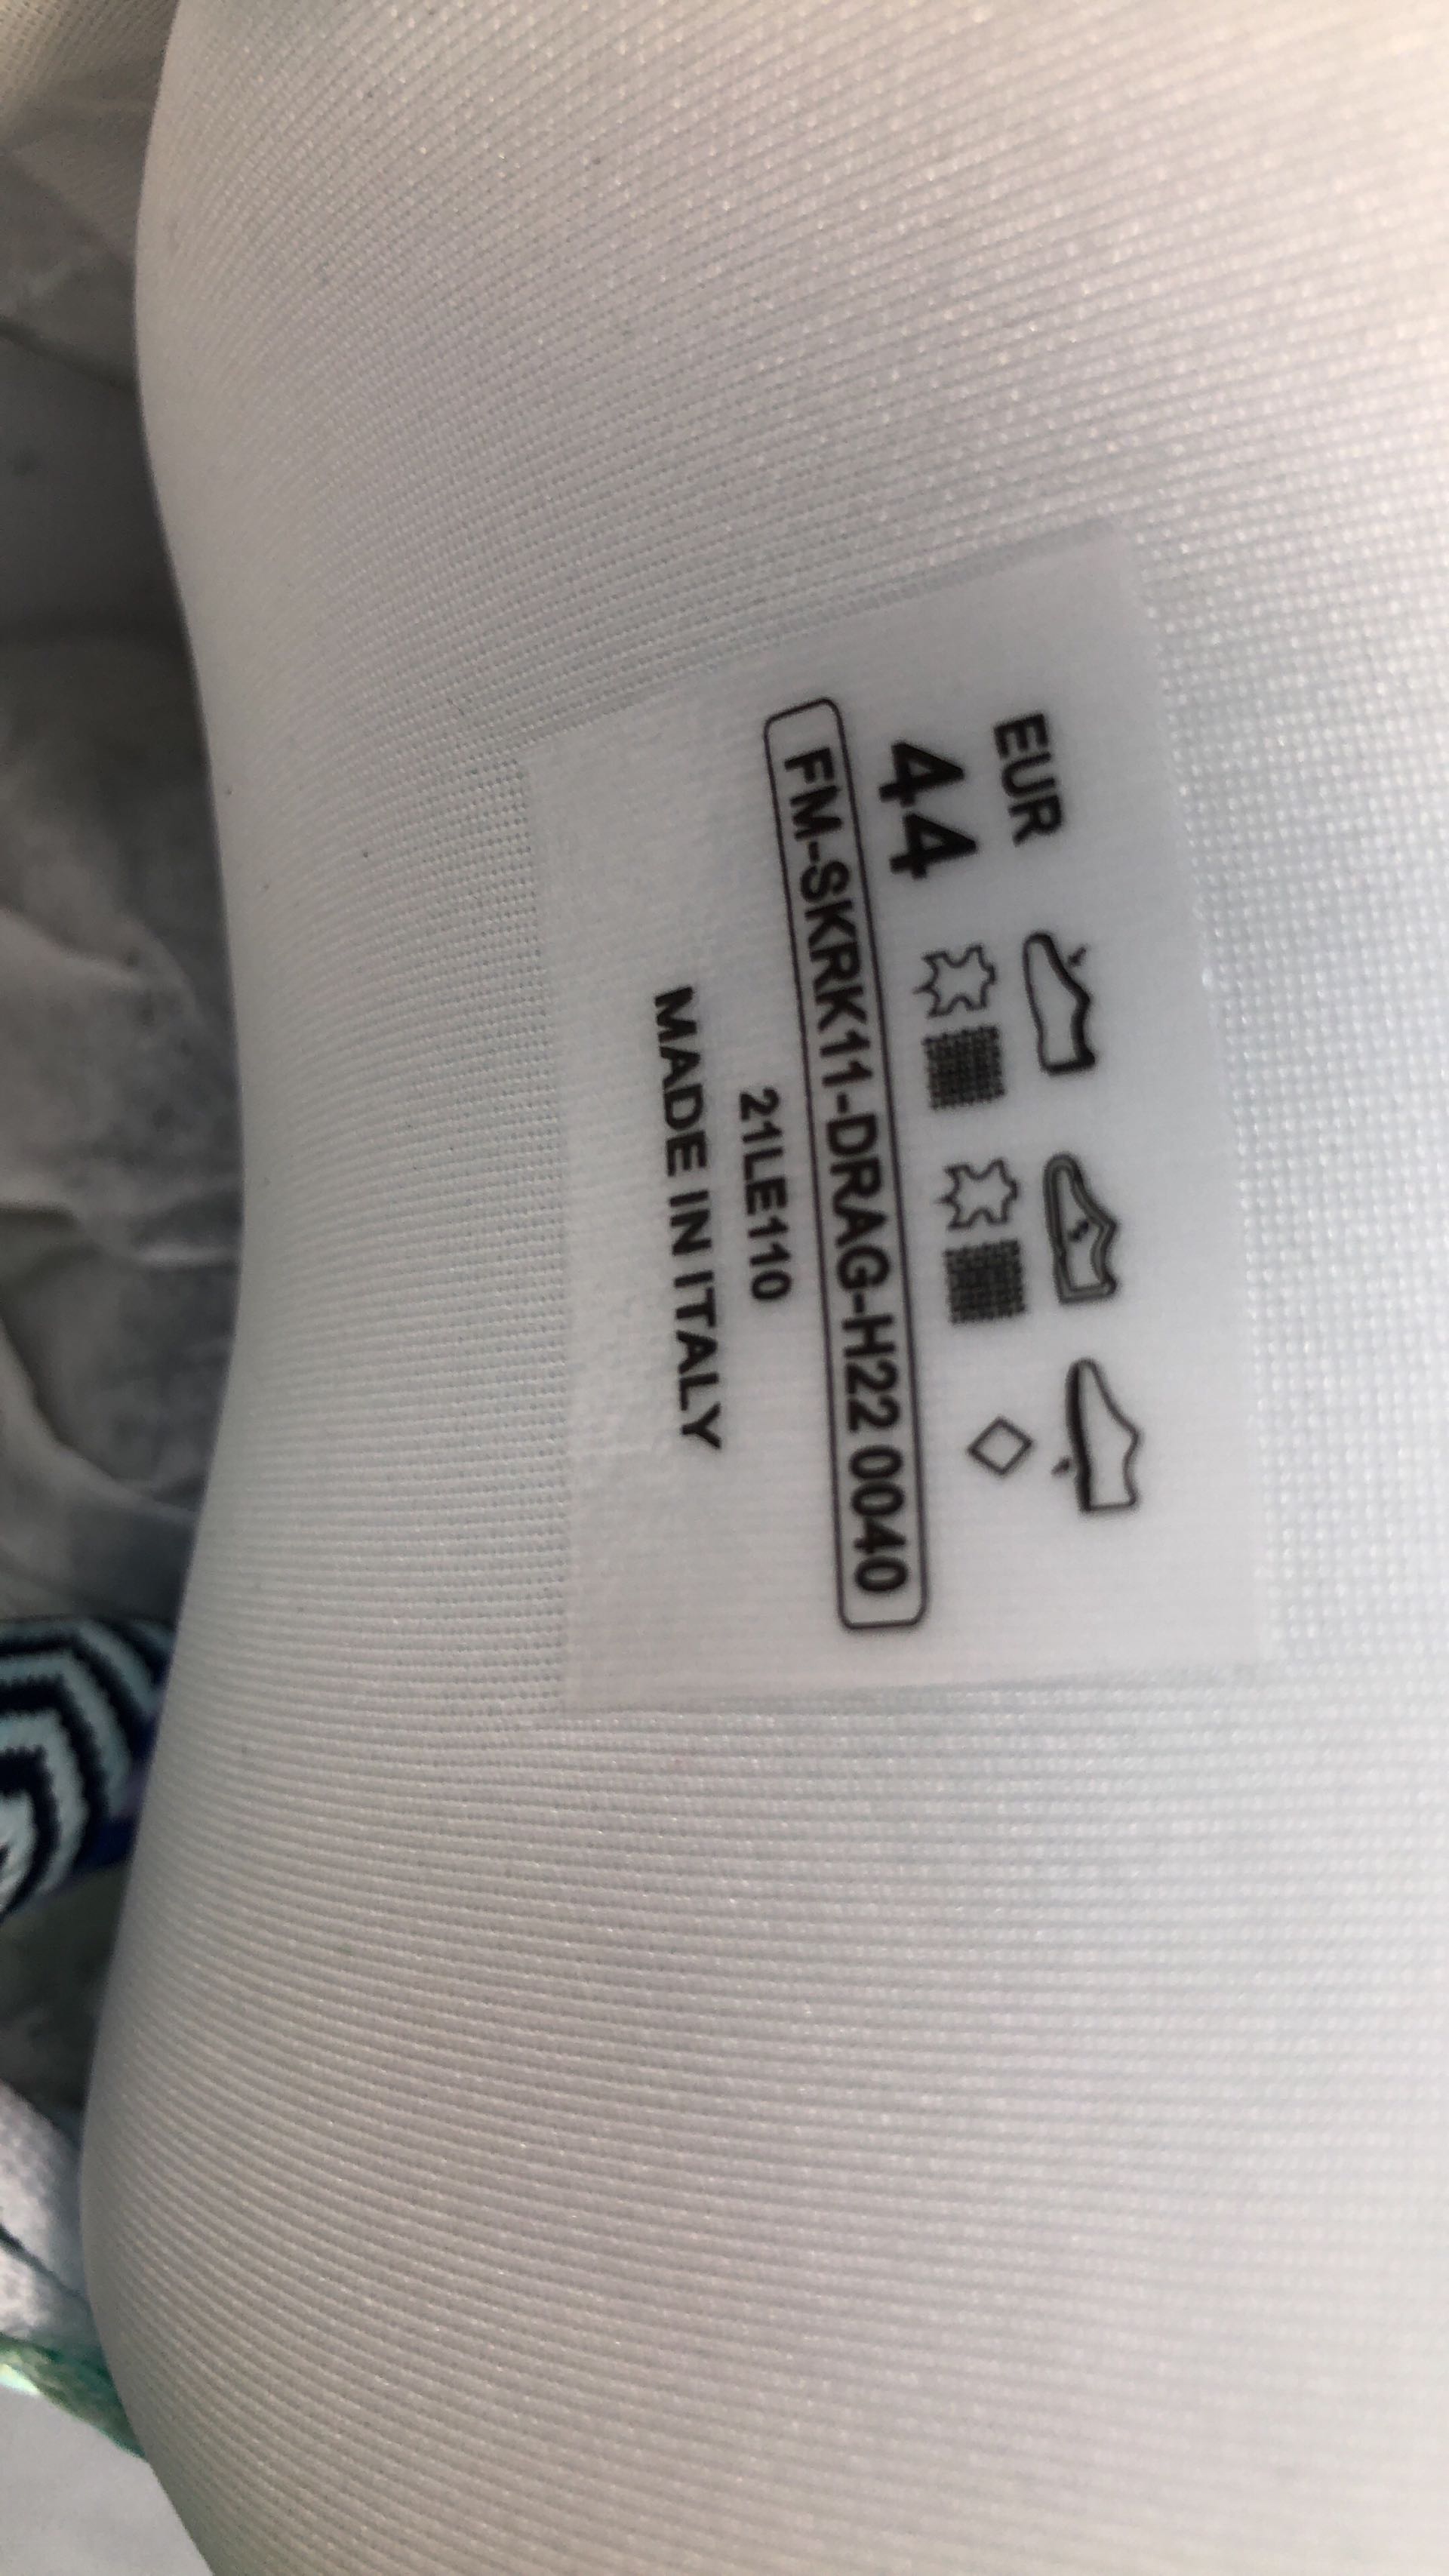 EUR
44
FM-SKRK11-DRAG-H22 0040
21LE110
MADE IN ITALY